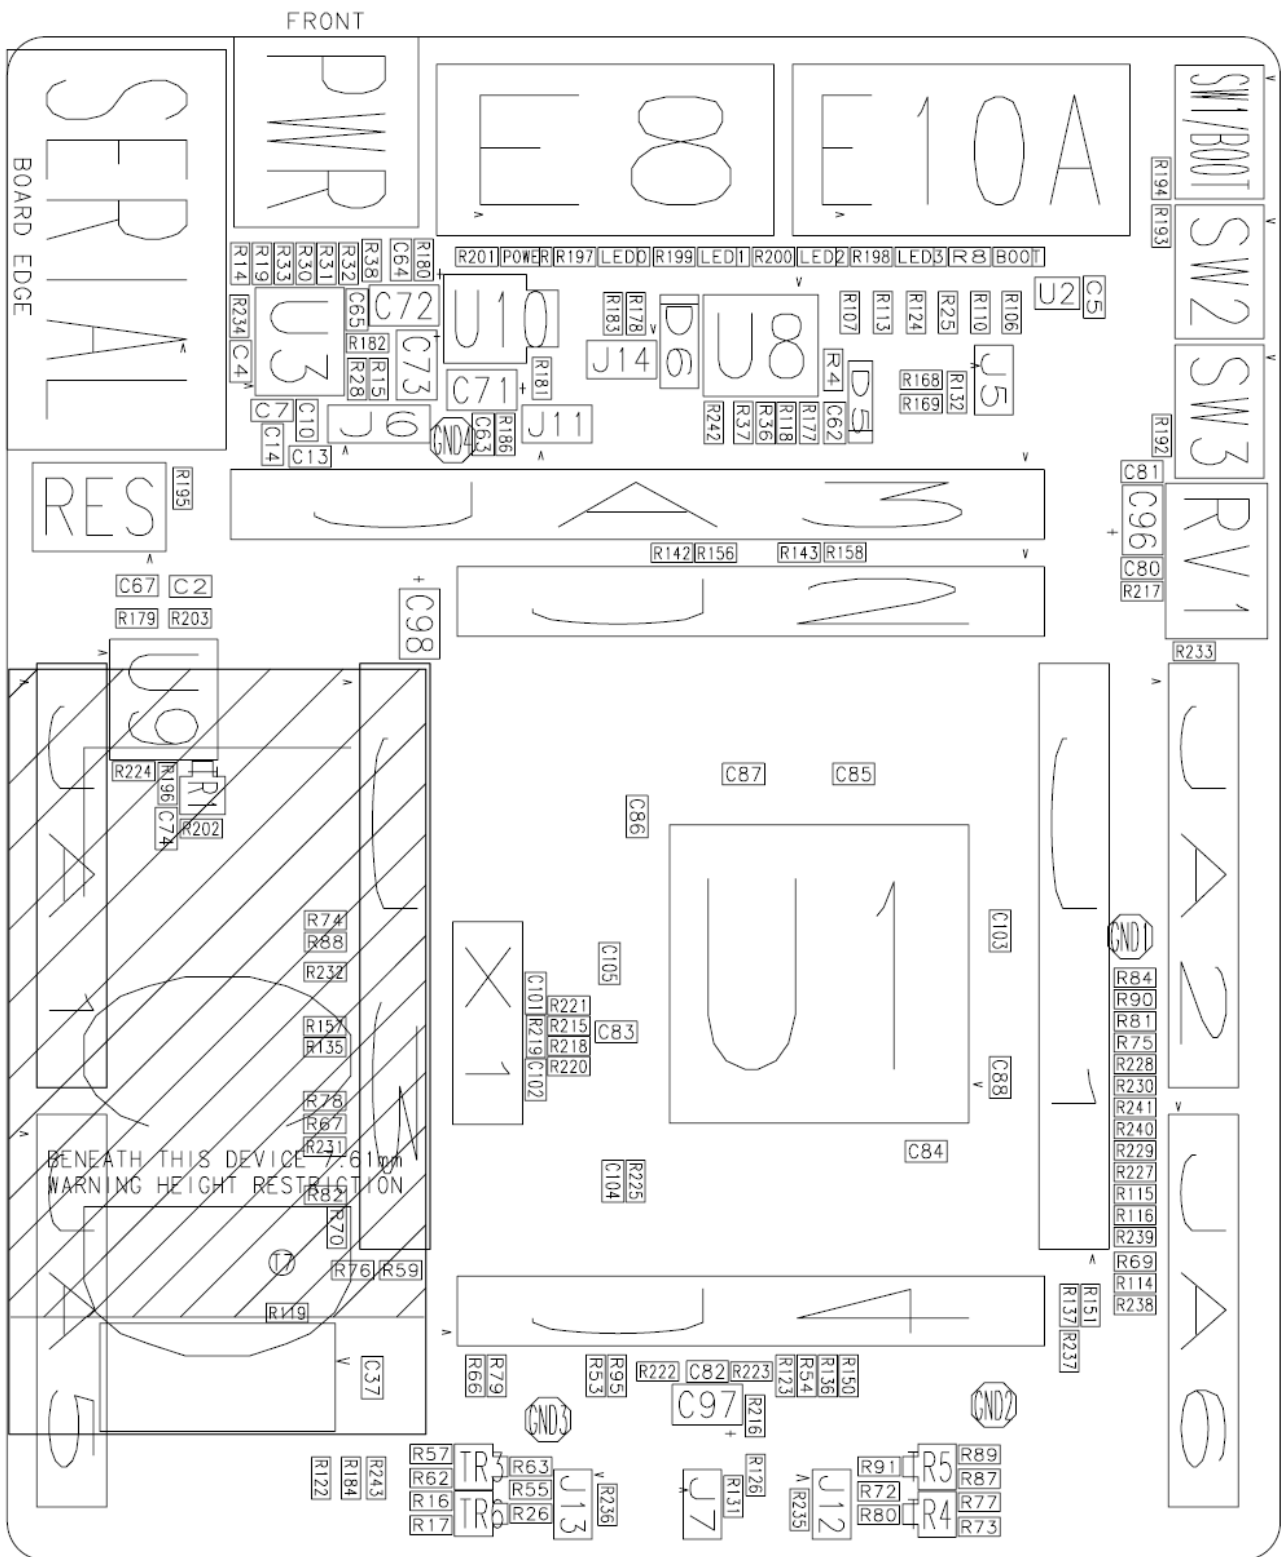 FRONT
BOARD EDGE
SERIAL
PWR
E8
E10A
SW1/BOOT
R194
R193
SW2
R201 POWER R197 LED0 R199 LED1 R200 LED2 R198 LED3 R8 BOOT
R14 R19 R33 R30 R31 R32 R38 C64 R180
R234 U3 C65 C72 U10
R183 R178 D6 U8
R107 R113 R124 R25 R110 R106 U2 C5
C4 R182 C73 J14
R28 R15 C71 R181
R4 D5 R168 R132 J5
R169
SW3
C7 C10 J6 GND4 C63 R186 J11
R242 R37 R36 R118 R177 C62
R192
C14 C13
RES R195
JA3
C81
C96
RV1
R142 R156 R143 R158
C80
R217
C67 C2
R179 R203
C98
J2
R233
U9
JA1
R224 R196 TR1
C74 R202
C87 C85
C86
U1
J1
JA2
R74
R88
R232
R157
R135
R78
R67
R231
R82
R70
J3
X1
C105
C101 R221
R219 R215 C83
R218
C102 R220
C103
C88
C84
C104 R225
GND1
R84
R90
R81
R75
R228
R230
R241
R240
R229
R227
R115
R116
R239
R69
R114
R238
BENEATH THIS DEVICE 7.61mm
WARNING HEIGHT RESTRICTION
T7
R76 R59
R119
J4
R137 R151
R237
JA6
JA5
C37
R66 R79 R53 R95 R222 C82 R223 R123 R54 R136 R150
C97 R216
GND3
GND2
R122 R184 R243
R57 TR3 R63
R62 R55
R16 TR6 R26
R17
J13 R236
J7 R131 R126
R235 J12
R91 R5 R89
R72 R87
R80 R4 R77
R73